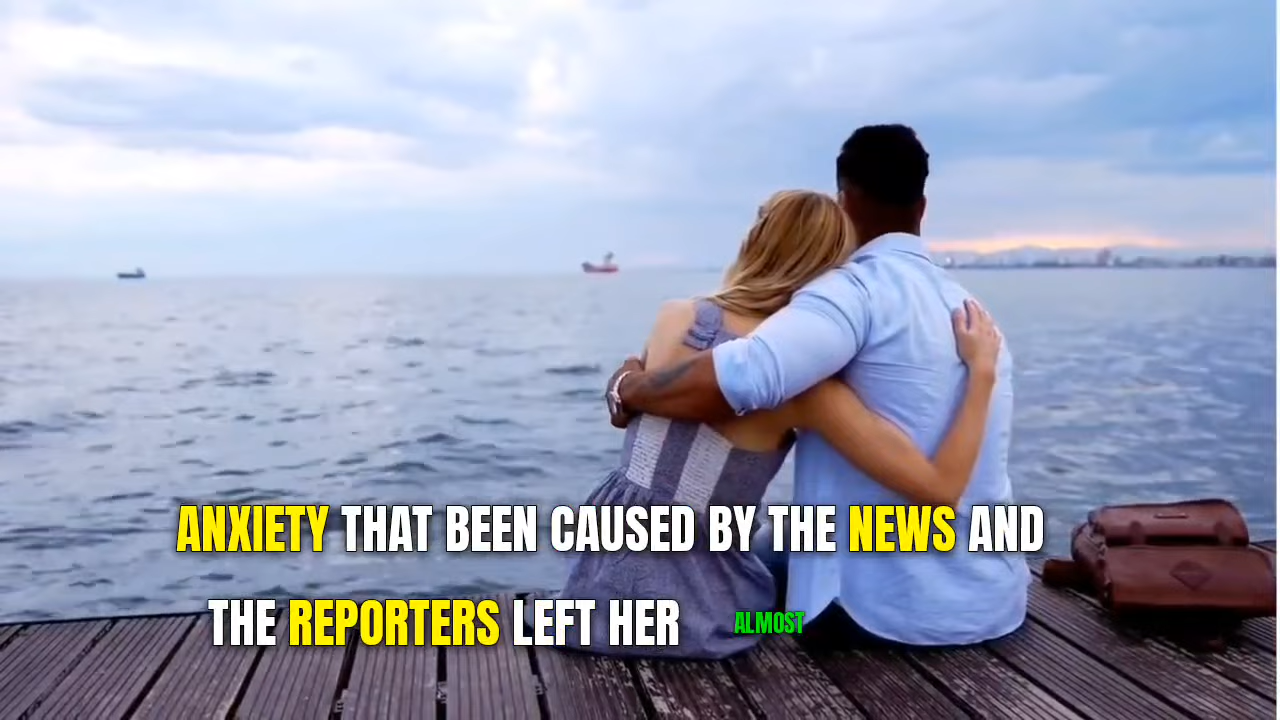 ANXIETY THAT BEEN CAUSED BY THE NEWS AND
THE REPORTERS LEFT HER ALMOST